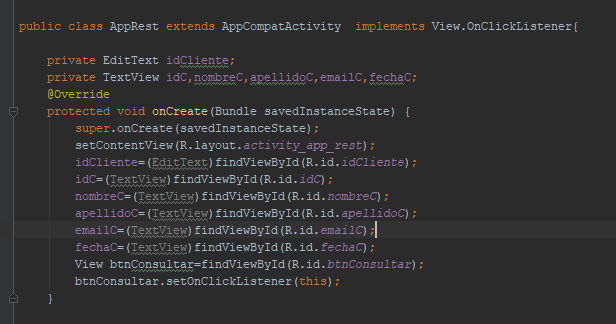 public class AppRest extends AppCompatActivity  implements View.OnClickListener{
private EditText idCliente;
private TextView idC,nombreC,apellidoC,emailC,fechaC;
@Override
protected void onCreate(Bundle savedInstanceState) {
super.onCreate(savedInstanceState);
setContentView(R.layout.activity_app_rest);
idCliente=(EditText)findViewById(R.id.idCliente);
idC=(TextView)findViewById(R.id.idC);
nombreC=(TextView)findViewById(R.id.nombreC);
apellidoC=(TextView)findViewById(R.id.apellidoC);
emailC=(TextView)findViewById(R.id.emailC);
fechaC=(TextView)findViewById(R.id.fechaC);
View btnConsultar=findViewById(R.id.btnConsultar);
btnConsultar.setOnClickListener(this);
}